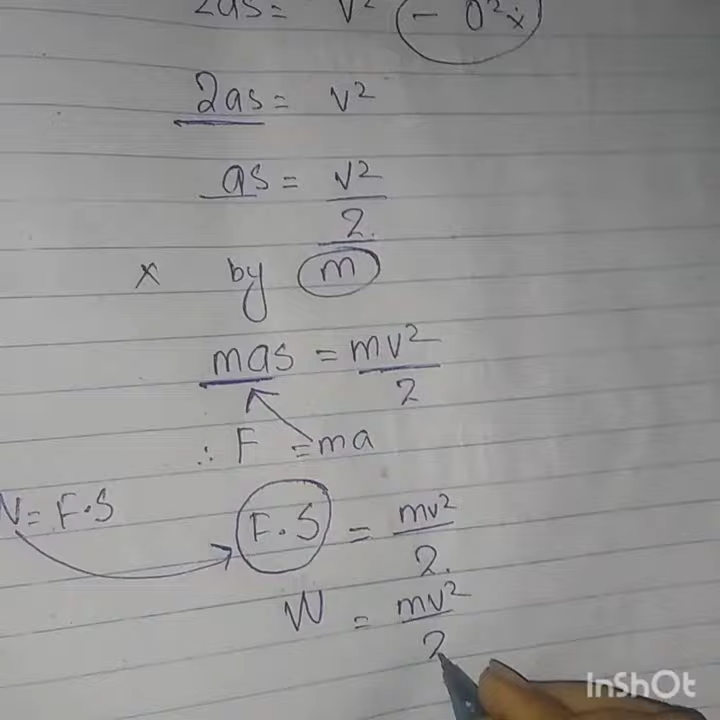 2as = v² - 0² x
2as = v²
as = v²/2
x by m
mas = mv²/2
∴ F = ma
W = F·S F·S = mv²/2
W = mv²/2
InShOt